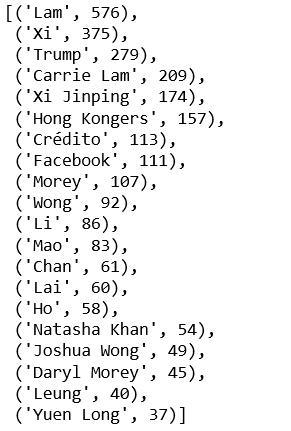 [('Lam', 576),
('Xi', 375),
('Trump', 279),
('Carrie Lam', 209),
('Xi Jinping', 174),
('Hong Kongers', 157),
('Crédito', 113),
('Facebook', 111),
('Morey', 107),
('Wong', 92),
('Li', 86),
('Mao', 83),
('Chan', 61),
('Lai', 60),
('Ho', 58),
('Natasha Khan', 54),
('Joshua Wong', 49),
('Daryl Morey', 45),
('Leung', 40),
('Yuen Long', 37)]